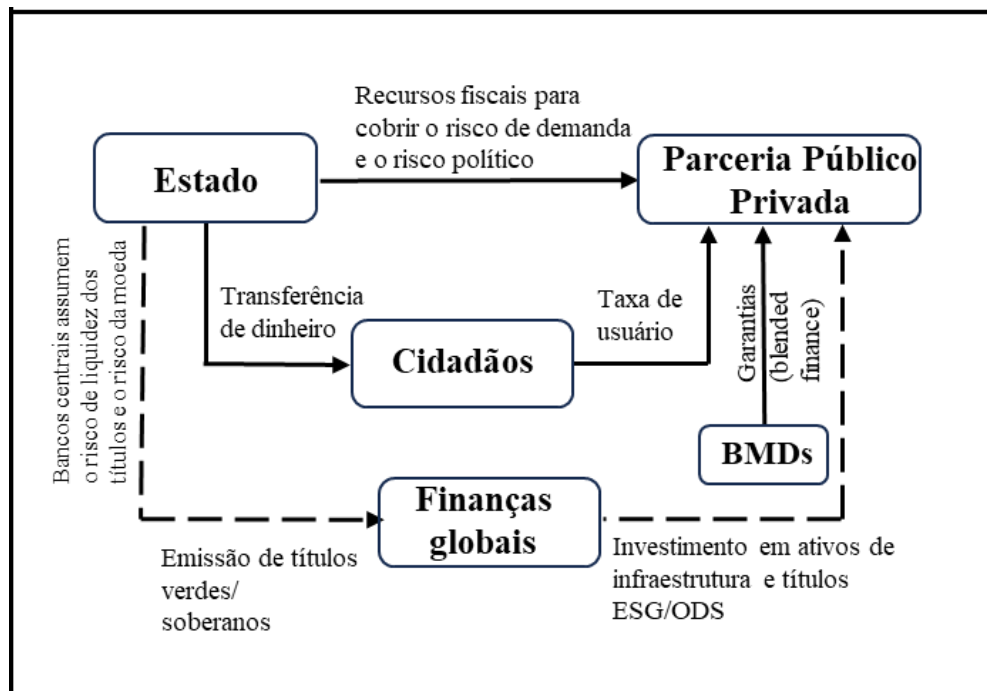 Recursos fiscais para
cobrir o risco de demanda
e o risco político
Estado
Parceria Público
Privada
Bancos centrais assumem
o risco de liquidez dos
títulos e o risco da moeda
Transferência
de dinheiro
Cidadãos
Taxa de
usuário
Garantias
(blended
finance)
BMDs
Finanças
globais
Emissão de títulos
verdes/
soberanos
Investimento em ativos de
infraestrutura e títulos
ESG/ODS